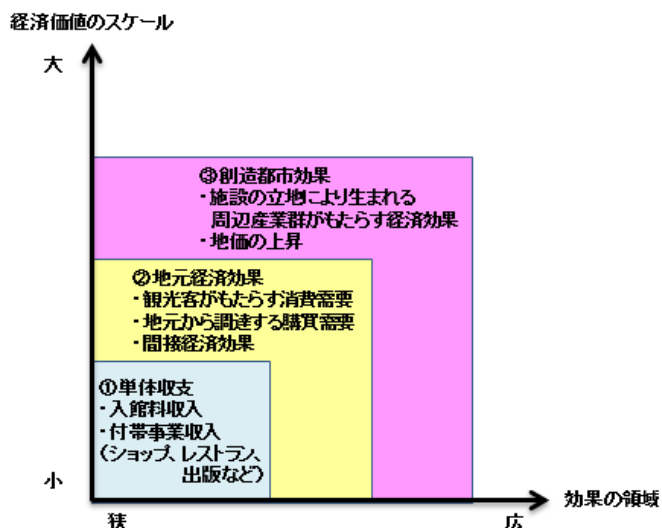 経済価値のスケール
大
③創造都市効果
・施設の立地により生まれる
周辺産業群がもたらす経済効果
・地価の上昇
②地元経済効果
・観光客がもたらす消費需要
・地元から調達する購買需要
・間接経済効果
①単体収支
・入館料収入
・付帯事業収入
(ショップ、レストラン、
出版など)
小
効果の領域
狭
広